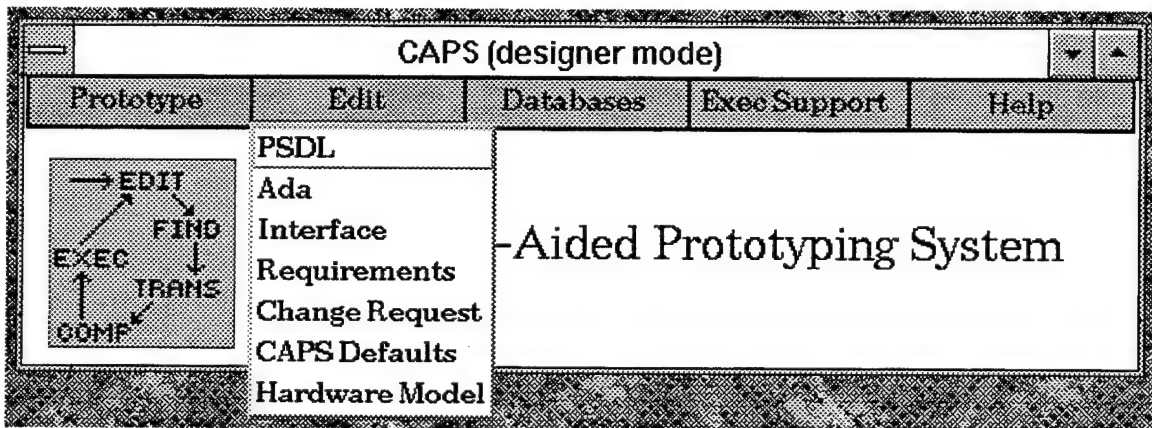 CAPS (designer mode)
Prototype Edit Databases Exec Support Help
PSDL
Ada
Interface
Requirements
Change Request
CAPS Defaults
Hardware Model
EDIT
FIND
EXEC
TRANS
COMP
-Aided Prototyping System